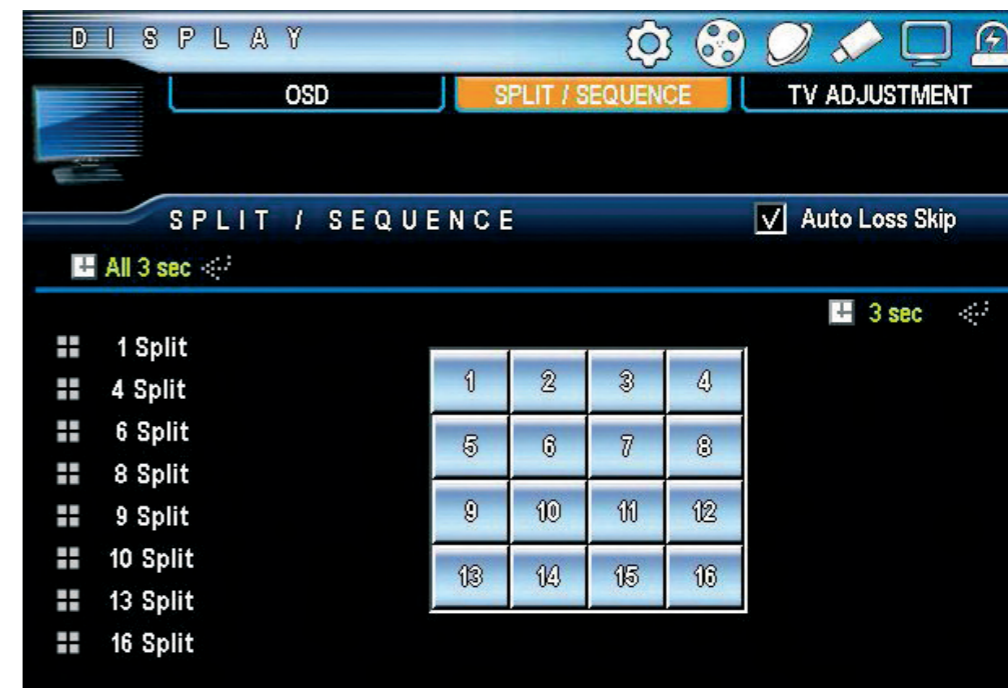 DISPLAY
OSD SPLIT / SEQUENCE TV ADJUSTMENT
SPLIT / SEQUENCE Auto Loss Skip
All 3 sec
3 sec
1 Split
4 Split
6 Split
8 Split
9 Split
10 Split
13 Split
16 Split
1 2 3 4
5 6 7 8
9 10 11 12
13 14 15 16